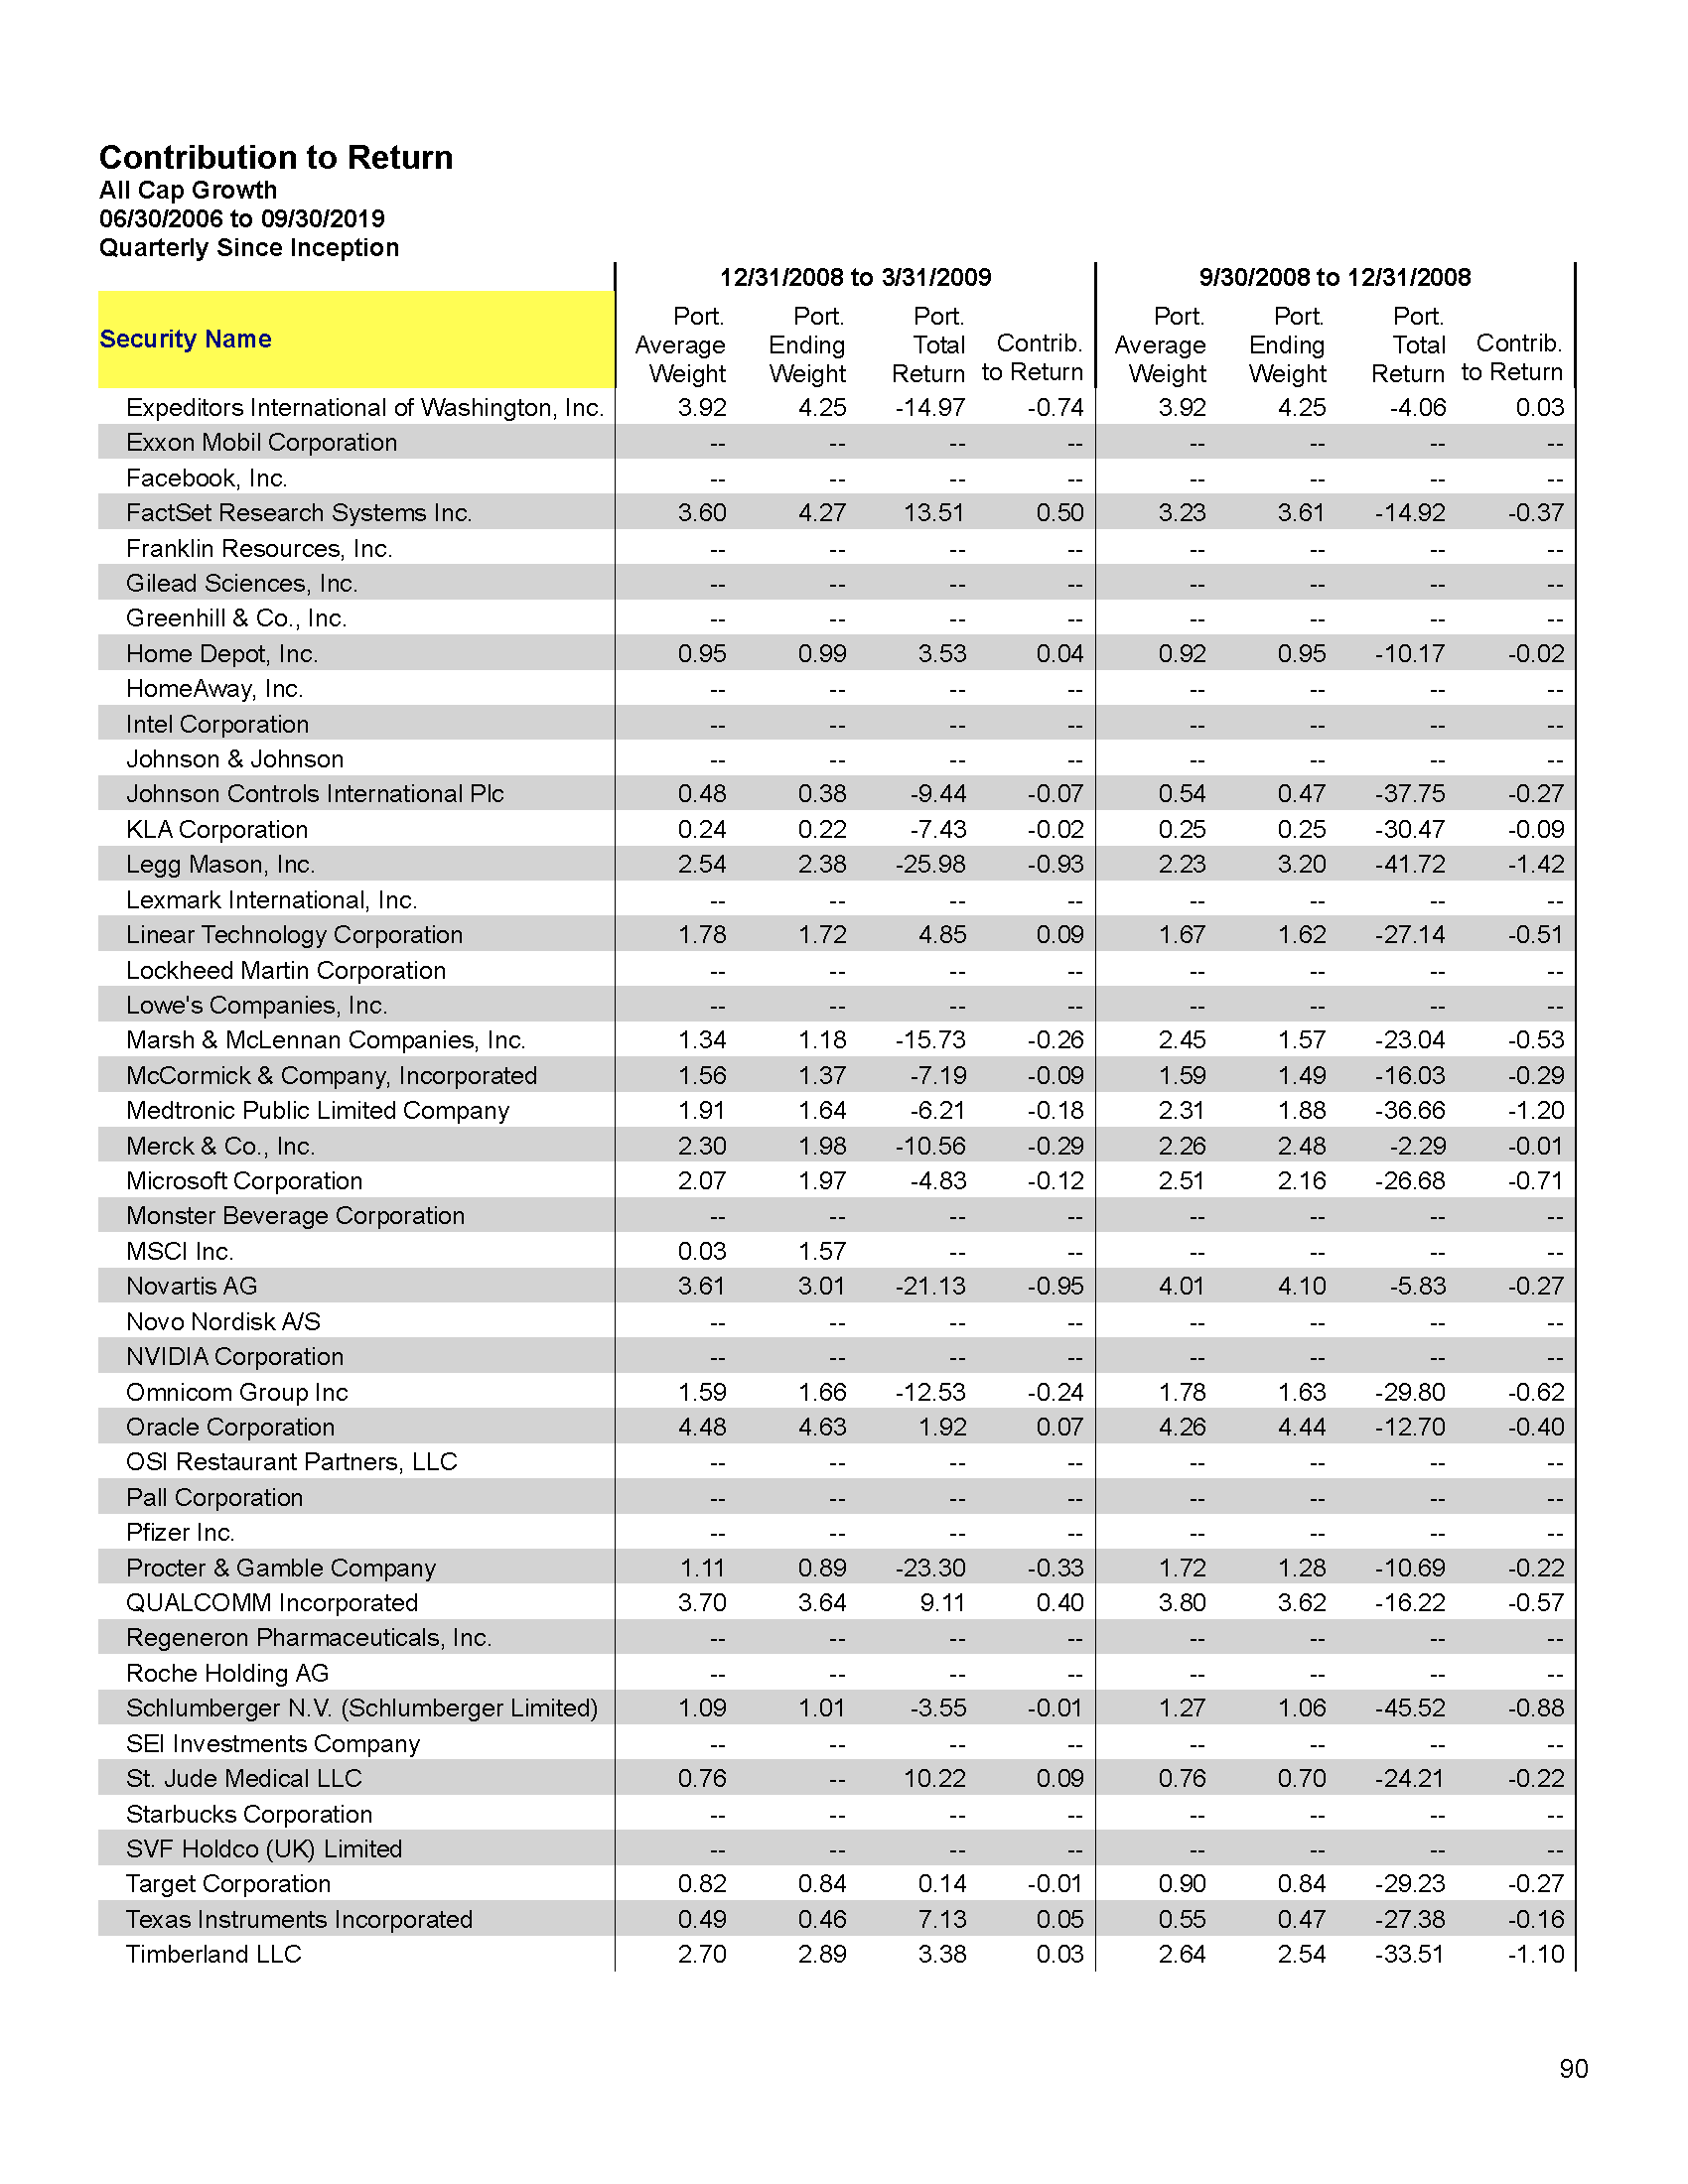 Contribution to Return
All Cap Growth
06/30/2006 to 09/30/2019
Quarterly Since Inception
12/31/2008 to 3/31/2009 9/30/2008 to 12/31/2008
Security Name Port. Average Weight Port. Ending Weight Port. Total Return Contrib. to Return Port. Average Weight Port. Ending Weight Port. Total Return Contrib. to Return
Expeditors International of Washington, Inc. 3.92 4.25 -14.97 -0.74 3.92 4.25 -4.06 0.03
Exxon Mobil Corporation -- -- -- -- -- -- -- --
Facebook, Inc. -- -- -- -- -- -- -- --
FactSet Research Systems Inc. 3.60 4.27 13.51 0.50 3.23 3.61 -14.92 -0.37
Franklin Resources, Inc. -- -- -- -- -- -- -- --
Gilead Sciences, Inc. -- -- -- -- -- -- -- --
Greenhill & Co., Inc. -- -- -- -- -- -- -- --
Home Depot, Inc. 0.95 0.99 3.53 0.04 0.92 0.95 -10.17 -0.02
HomeAway, Inc. -- -- -- -- -- -- -- --
Intel Corporation -- -- -- -- -- -- -- --
Johnson & Johnson -- -- -- -- -- -- -- --
Johnson Controls International Plc 0.48 0.38 -9.44 -0.07 0.54 0.47 -37.75 -0.27
KLA Corporation 0.24 0.22 -7.43 -0.02 0.25 0.25 -30.47 -0.09
Legg Mason, Inc. 2.54 2.38 -25.98 -0.93 2.23 3.20 -41.72 -1.42
Lexmark International, Inc. -- -- -- -- -- -- -- --
Linear Technology Corporation 1.78 1.72 4.85 0.09 1.67 1.62 -27.14 -0.51
Lockheed Martin Corporation -- -- -- -- -- -- -- --
Lowe's Companies, Inc. -- -- -- -- -- -- -- --
Marsh & McLennan Companies, Inc. 1.34 1.18 -15.73 -0.26 2.45 1.57 -23.04 -0.53
McCormick & Company, Incorporated 1.56 1.37 -7.19 -0.09 1.59 1.49 -16.03 -0.29
Medtronic Public Limited Company 1.91 1.64 -6.21 -0.18 2.31 1.88 -36.66 -1.20
Merck & Co., Inc. 2.30 1.98 -10.56 -0.29 2.26 2.48 -2.29 -0.01
Microsoft Corporation 2.07 1.97 -4.83 -0.12 2.51 2.16 -26.68 -0.71
Monster Beverage Corporation -- -- -- -- -- -- -- --
MSCI Inc. 0.03 1.57 -- -- -- -- -- --
Novartis AG 3.61 3.01 -21.13 -0.95 4.01 4.10 -5.83 -0.27
Novo Nordisk A/S -- -- -- -- -- -- -- --
NVIDIA Corporation -- -- -- -- -- -- -- --
Omnicom Group Inc 1.59 1.66 -12.53 -0.24 1.78 1.63 -29.80 -0.62
Oracle Corporation 4.48 4.63 1.92 0.07 4.26 4.44 -12.70 -0.40
OSI Restaurant Partners, LLC -- -- -- -- -- -- -- --
Pall Corporation -- -- -- -- -- -- -- --
Pfizer Inc. -- -- -- -- -- -- -- --
Procter & Gamble Company 1.11 0.89 -23.30 -0.33 1.72 1.28 -10.69 -0.22
QUALCOMM Incorporated 3.70 3.64 9.11 0.40 3.80 3.62 -16.22 -0.57
Regeneron Pharmaceuticals, Inc. -- -- -- -- -- -- -- --
Roche Holding AG -- -- -- -- -- -- -- --
Schlumberger N.V. (Schlumberger Limited) 1.09 1.01 -3.55 -0.01 1.27 1.06 -45.52 -0.88
SEI Investments Company -- -- -- -- -- -- -- --
St. Jude Medical LLC 0.76 -- 10.22 0.09 0.76 0.70 -24.21 -0.22
Starbucks Corporation -- -- -- -- -- -- -- --
SVF Holdco (UK) Limited -- -- -- -- -- -- -- --
Target Corporation 0.82 0.84 0.14 -0.01 0.90 0.84 -29.23 -0.27
Texas Instruments Incorporated 0.49 0.46 7.13 0.05 0.55 0.47 -27.38 -0.16
Timberland LLC 2.70 2.89 3.38 0.03 2.64 2.54 -33.51 -1.10
90